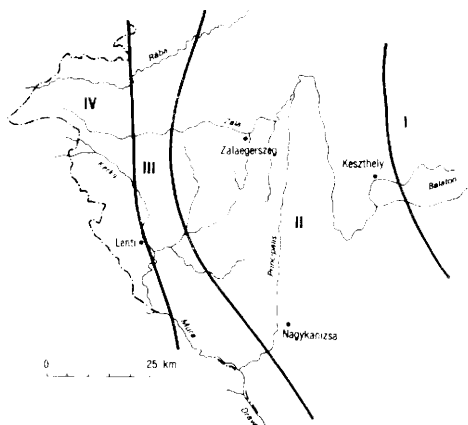 Rába
IV
I
Zala
Zalaegerszeg
III
Keszthely
Kerka
Balaton
II
Lenti
Principális
Mura
Nagykanizsa
0 25 km
Dráva